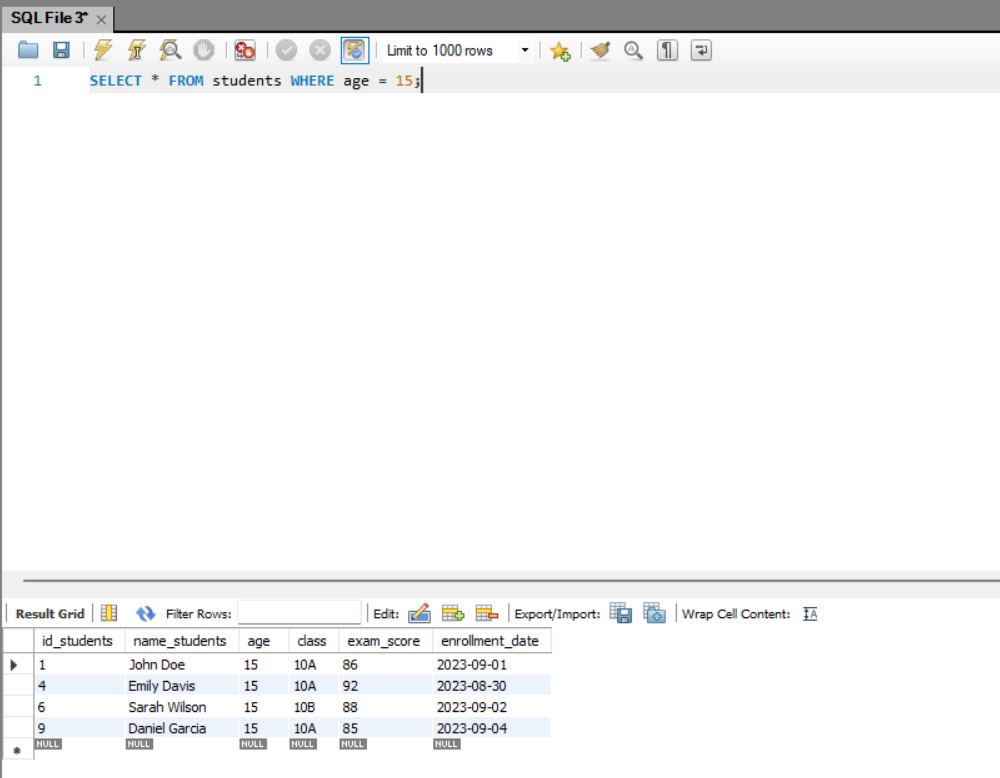 SQL File 3*
Limit to 1000 rows
1 SELECT * FROM students WHERE age = 15;
Result Grid Filter Rows: Edit: Export/Import: Wrap Cell Content:
id_students name_students age class exam_score enrollment_date
1 John Doe 15 10A 86 2023-09-01
4 Emily Davis 15 10A 92 2023-08-30
6 Sarah Wilson 15 10B 88 2023-09-02
9 Daniel Garcia 15 10A 85 2023-09-04
NULL NULL NULL NULL NULL NULL